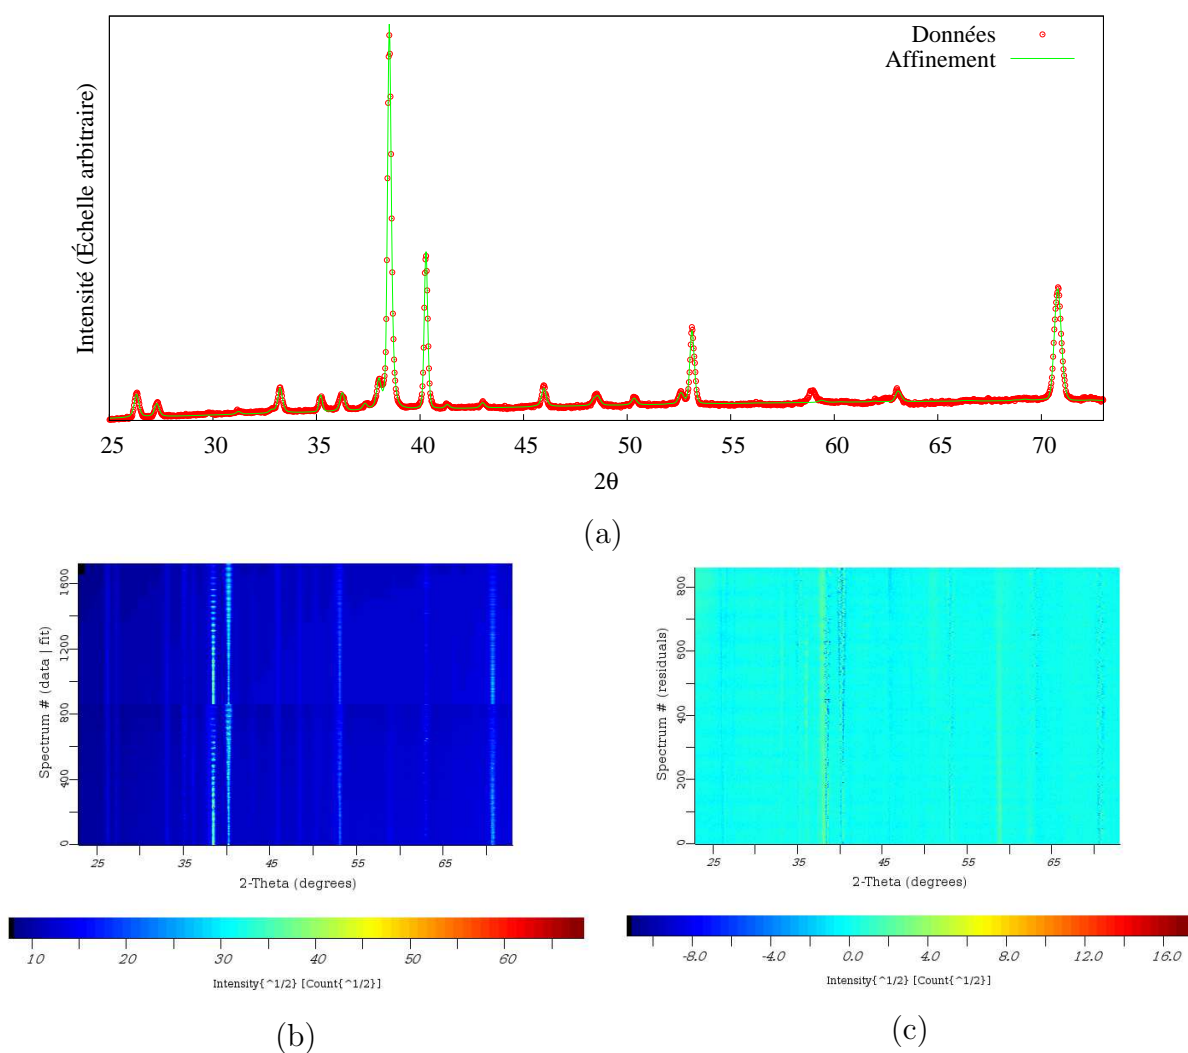 Données
Affinement
Intensité (Échelle arbitraire)
25 30 35 40 45 50 55 60 65 70
2θ
(a)
Spectrum # (data | fit)
1600
1200
800
400
0
25 35 45 55 65
2-Theta (degrees)
10 20 30 40 50 60
Intensity{^1/2} [Count{^1/2}]
(b)
Spectrum # (residuals)
800
600
400
200
0
25 35 45 55 65
2-Theta (degrees)
-8.0 -4.0 0.0 4.0 8.0 12.0 16.0
Intensity{^1/2} [Count{^1/2}]
(c)